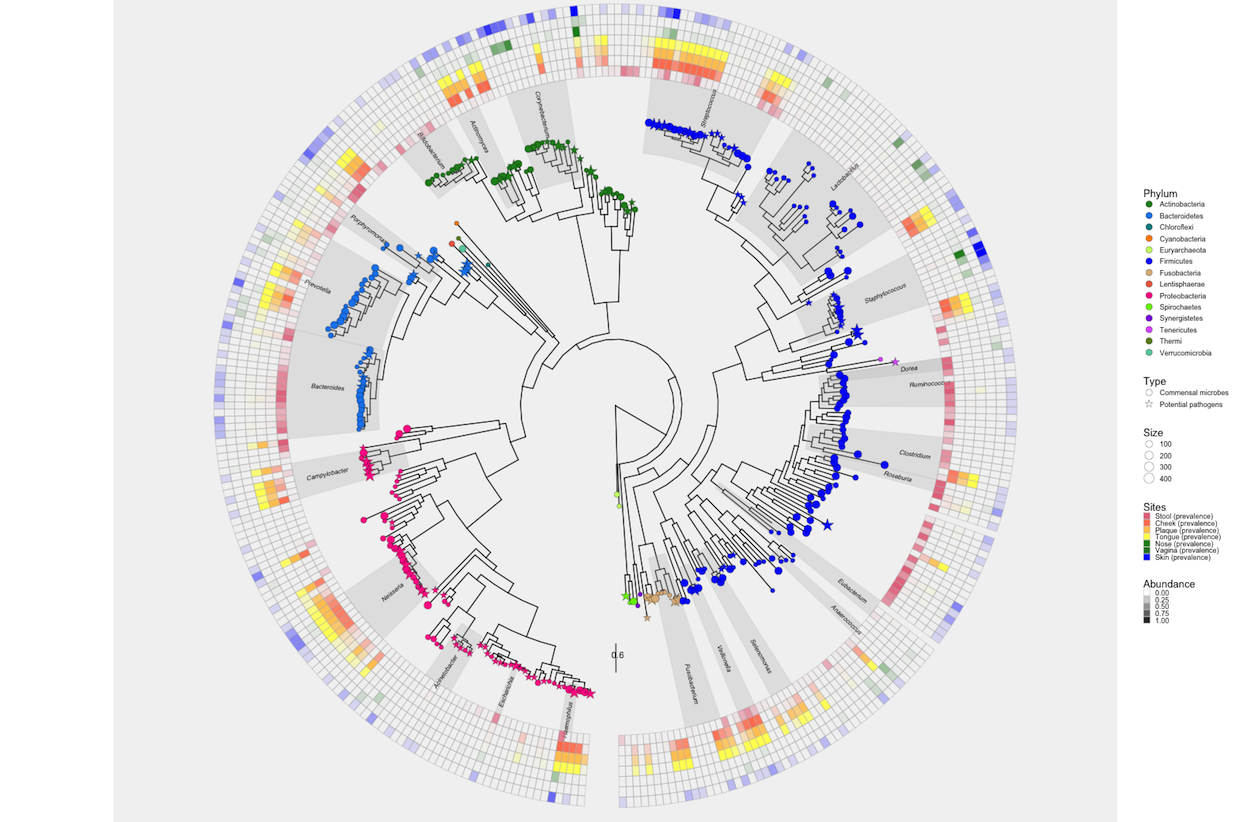 Corynebacterium
Actinomyces
Bifidobacterium
Streptococcus
Lactobacillus
Porphyromonas
Prevotella
Bacteroides
Campylobacter
Neisseria
Acinetobacter
Escherichia
Haemophilus
Staphylococcus
Dorea
Ruminococcus
Clostridium
Roseburia
Eubacterium
Anaerococcus
Selenomonas
Veillonella
Fusobacterium
0.6
Phylum
Actinobacteria
Bacteroidetes
Chloroflexi
Cyanobacteria
Euryarchaeota
Firmicutes
Fusobacteria
Lentisphaerae
Proteobacteria
Spirochaetes
Synergistetes
Tenericutes
Thermi
Verrucomicrobia
Type
Commensal microbes
Potential pathogens
Size
100
200
300
400
Sites
Stool (prevalence)
Cheek (prevalence)
Plaque (prevalence)
Tongue (prevalence)
Nose (prevalence)
Vagina (prevalence)
Skin (prevalence)
Abundance
0.00
0.25
0.50
0.75
1.00